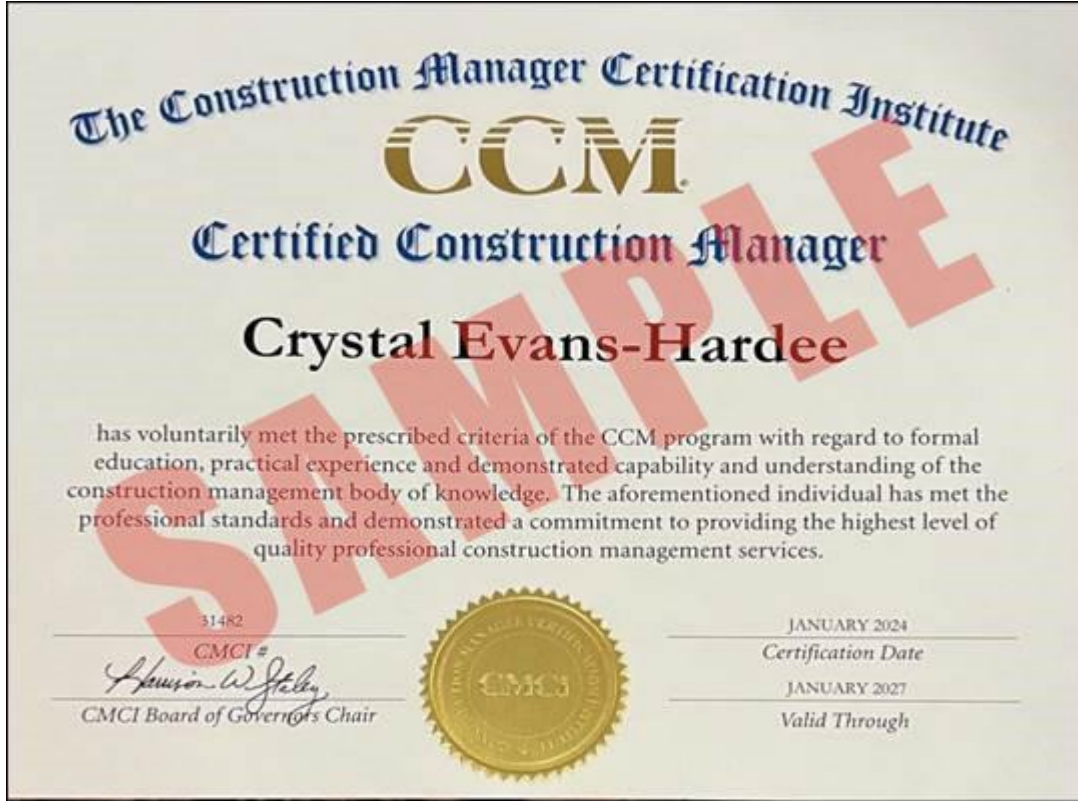 The Construction Manager Certification Institute
CCM
Certified Construction Manager
Crystal Evans-Hardee
has voluntarily met the prescribed criteria of the CCM program with regard to formal
education, practical experience and demonstrated capability and understanding of the
construction management body of knowledge. The aforementioned individual has met the
professional standards and demonstrated a commitment to providing the highest level of
quality professional construction management services.
SAMPLE
31482
CMCI #
CMCI Board of Governors Chair
CMCI
JANUARY 2024
Certification Date
JANUARY 2027
Valid Through